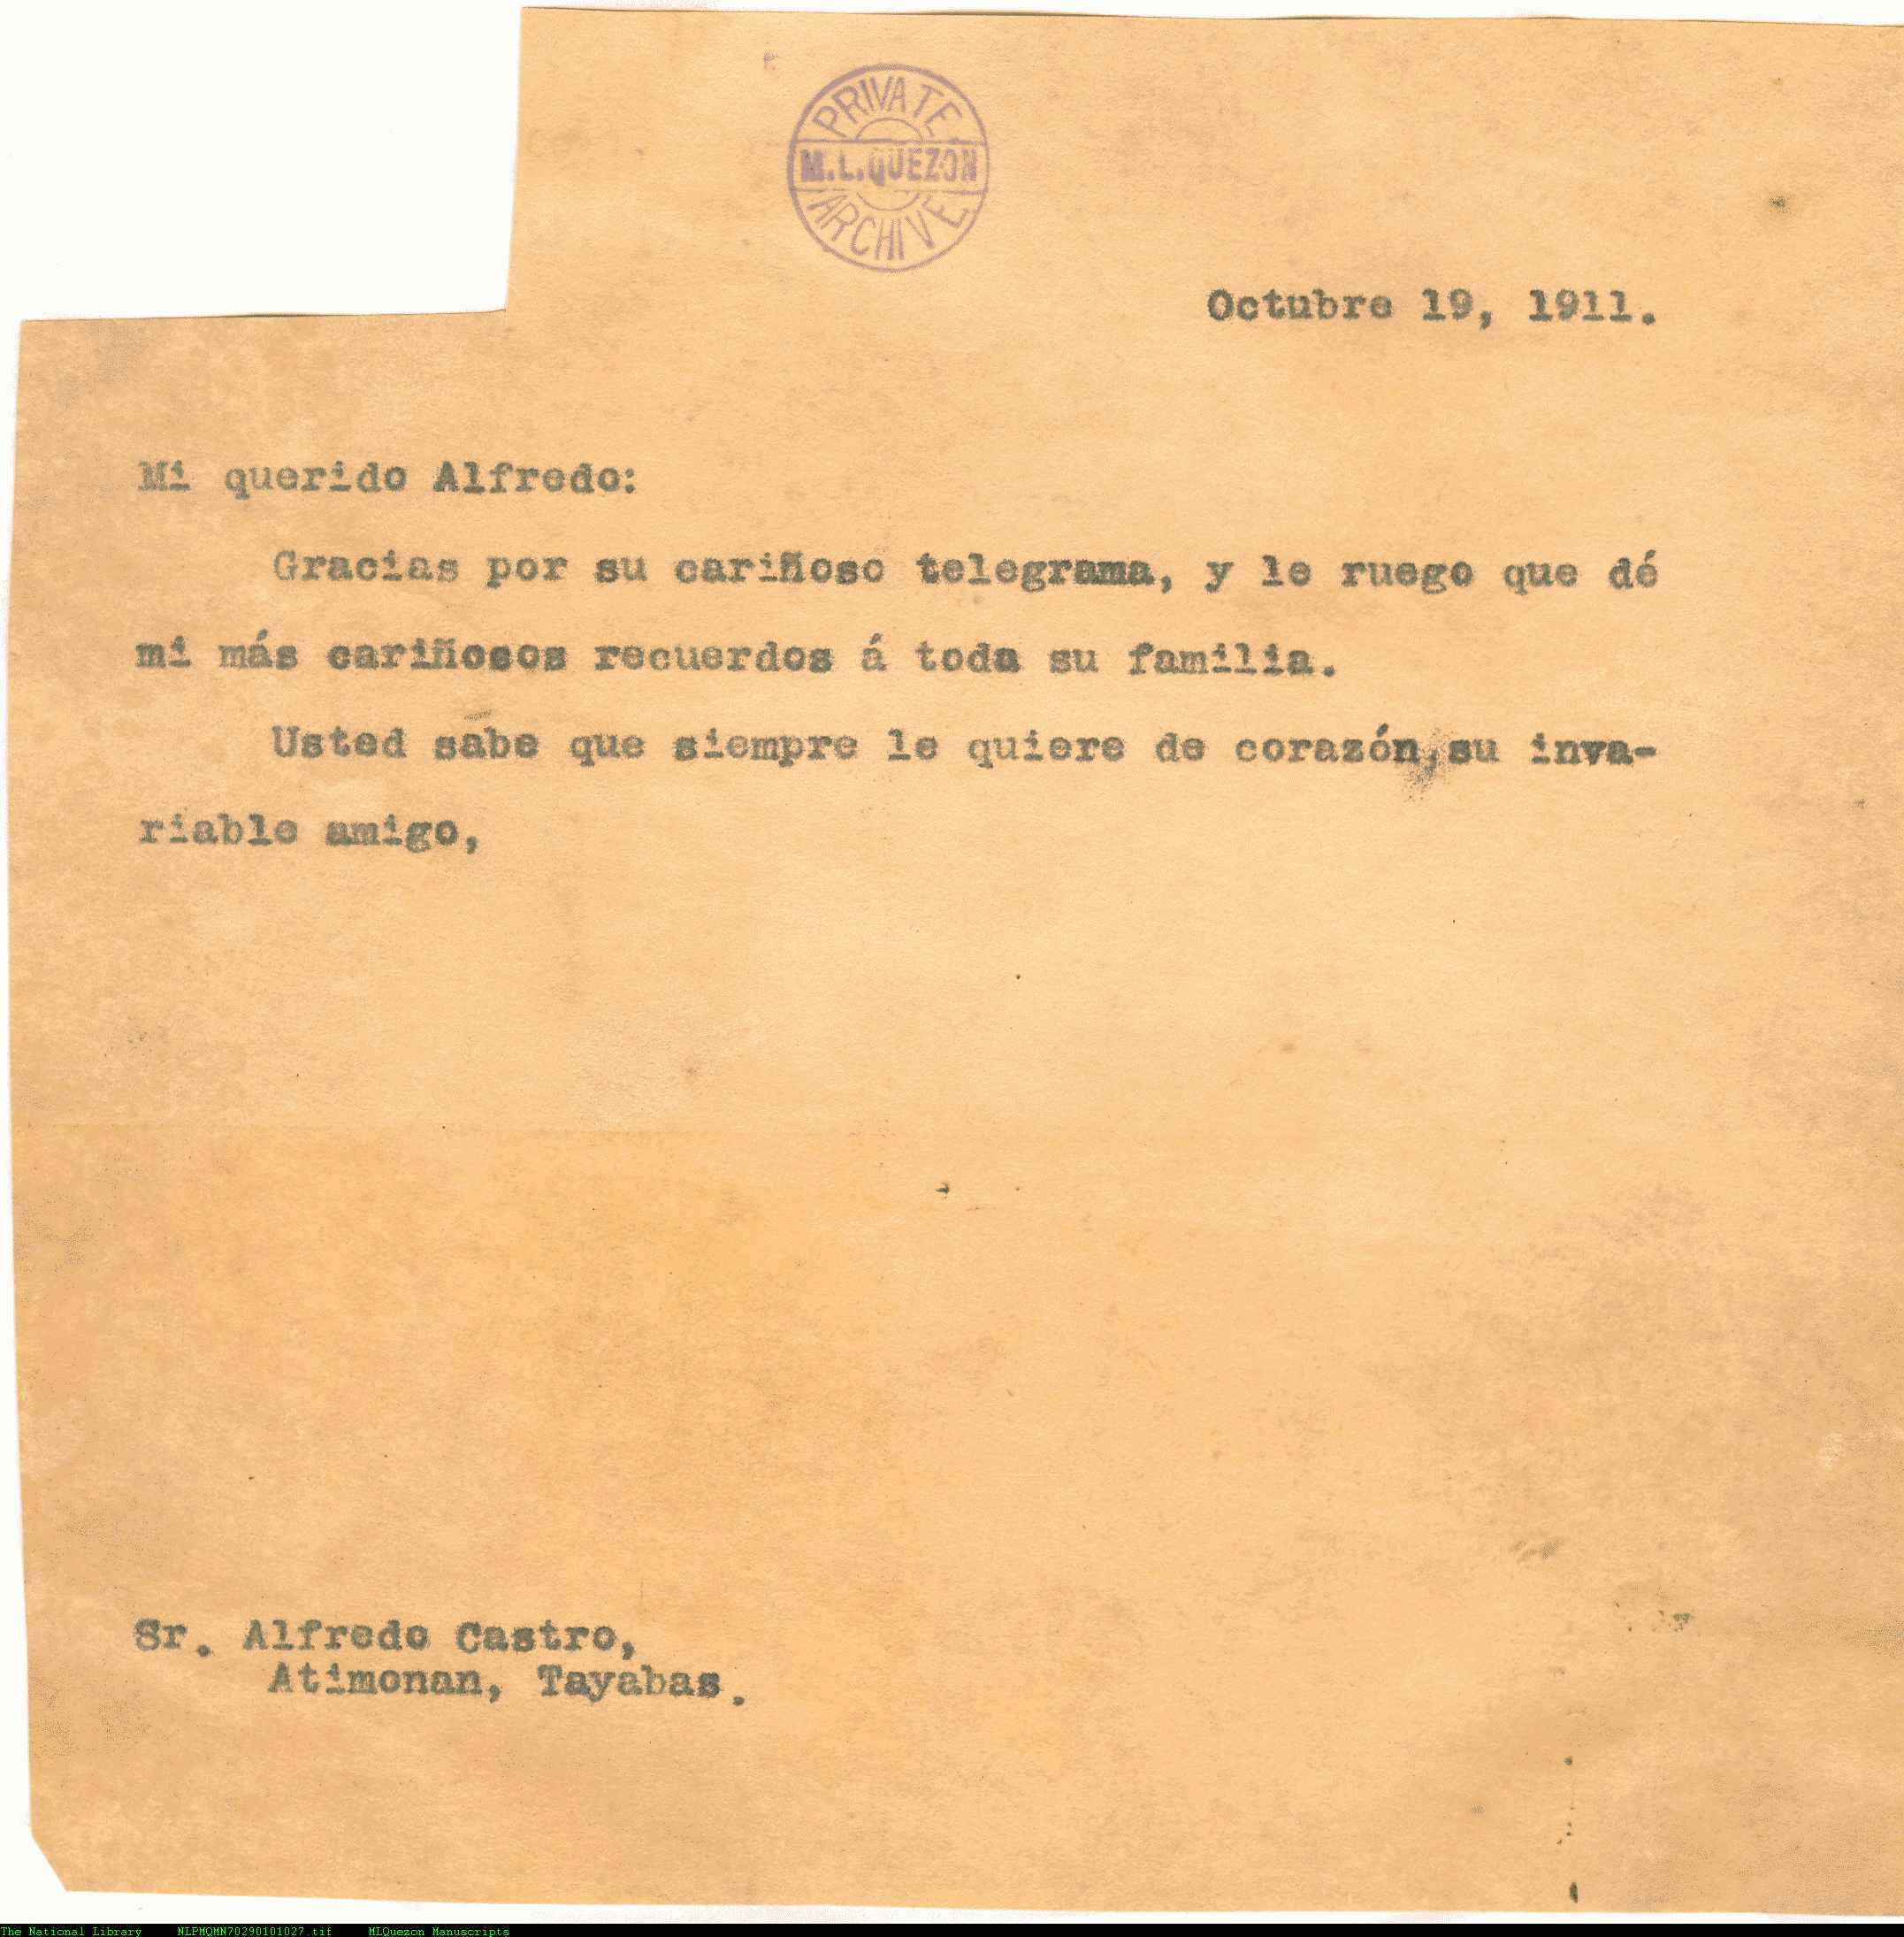 PRIVATE
M.L.QUEZON
ARCHIVE
Octubre 19, 1911.
Mi querido Alfredo:
Gracias por su cariñoso telegrama, y le ruego que dé
mi más cariñosos recuerdos á toda su familia.
Usted sabe que siempre le quiere de corazón,su inva-
riable amigo,
Sr. Alfredo Castro,
Atimonan, Tayabas.
The National Library NLPMQMN70290101027.tif MLQuezon Manuscripts